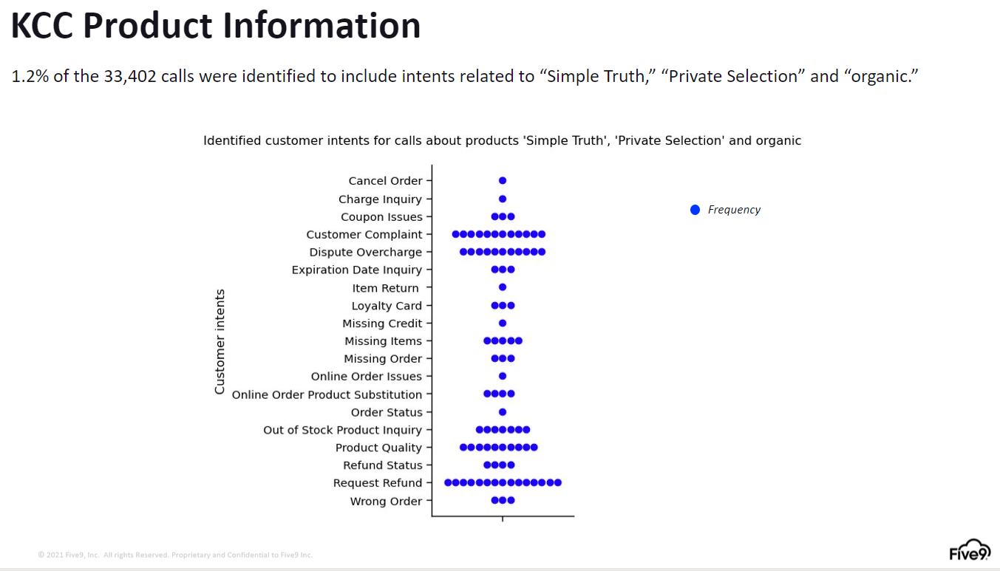 KCC Product Information
1.2% of the 33,402 calls were identified to include intents related to “Simple Truth,” “Private Selection” and “organic.”
Identified customer intents for calls about products 'Simple Truth', 'Private Selection' and organic
Cancel Order
Charge Inquiry
Coupon Issues
Customer Complaint
Dispute Overcharge
Expiration Date Inquiry
Item Return
Loyalty Card
Missing Credit
Missing Items
Missing Order
Online Order Issues
Online Order Product Substitution
Order Status
Out of Stock Product Inquiry
Product Quality
Refund Status
Request Refund
Wrong Order
Customer intents
Frequency
© 2021 Five9, Inc. All rights Reserved. Proprietary and Confidential to Five9 Inc.
Five9